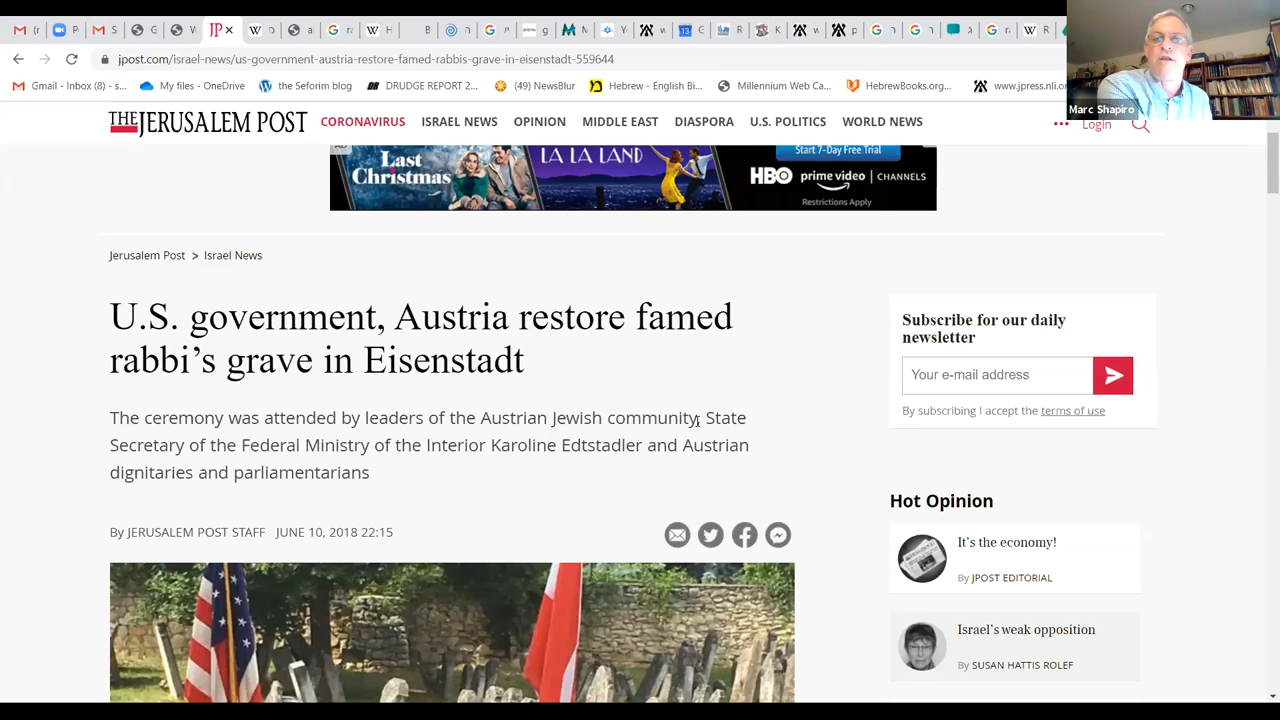 jpost.com/israel-news/us-government-austria-restore-famed-rabbis-grave-in-eisenstadt-559644
Gmail - Inbox (8) - s...
My files - OneDrive
the Seforim blog
DRUDGE REPORT 2...
(49) NewsBlur
Hebrew - English Bi...
Millennium Web Ca...
HebrewBooks.org...
www.jpress.nli.o
Marc Shapiro
THE JERUSALEM POST
CORONAVIRUS
ISRAEL NEWS
OPINION
MIDDLE EAST
DIASPORA
U.S. POLITICS
WORLD NEWS
Login
AD
Last
Christmas
LA LA LAND
Start 7-Day Free Trial
HBO prime video | CHANNELS
Restrictions Apply
Jerusalem Post > Israel News
U.S. government, Austria restore famed
rabbi's grave in Eisenstadt
The ceremony was attended by leaders of the Austrian Jewish community, State
Secretary of the Federal Ministry of the Interior Karoline Edtstadler and Austrian
dignitaries and parliamentarians
By JERUSALEM POST STAFF JUNE 10, 2018 22:15
Subscribe for our daily
newsletter
Your e-mail address
By subscribing I accept the terms of use
Hot Opinion
It's the economy!
By JPOST EDITORIAL
Israel's weak opposition
By SUSAN HATTIS ROLEF